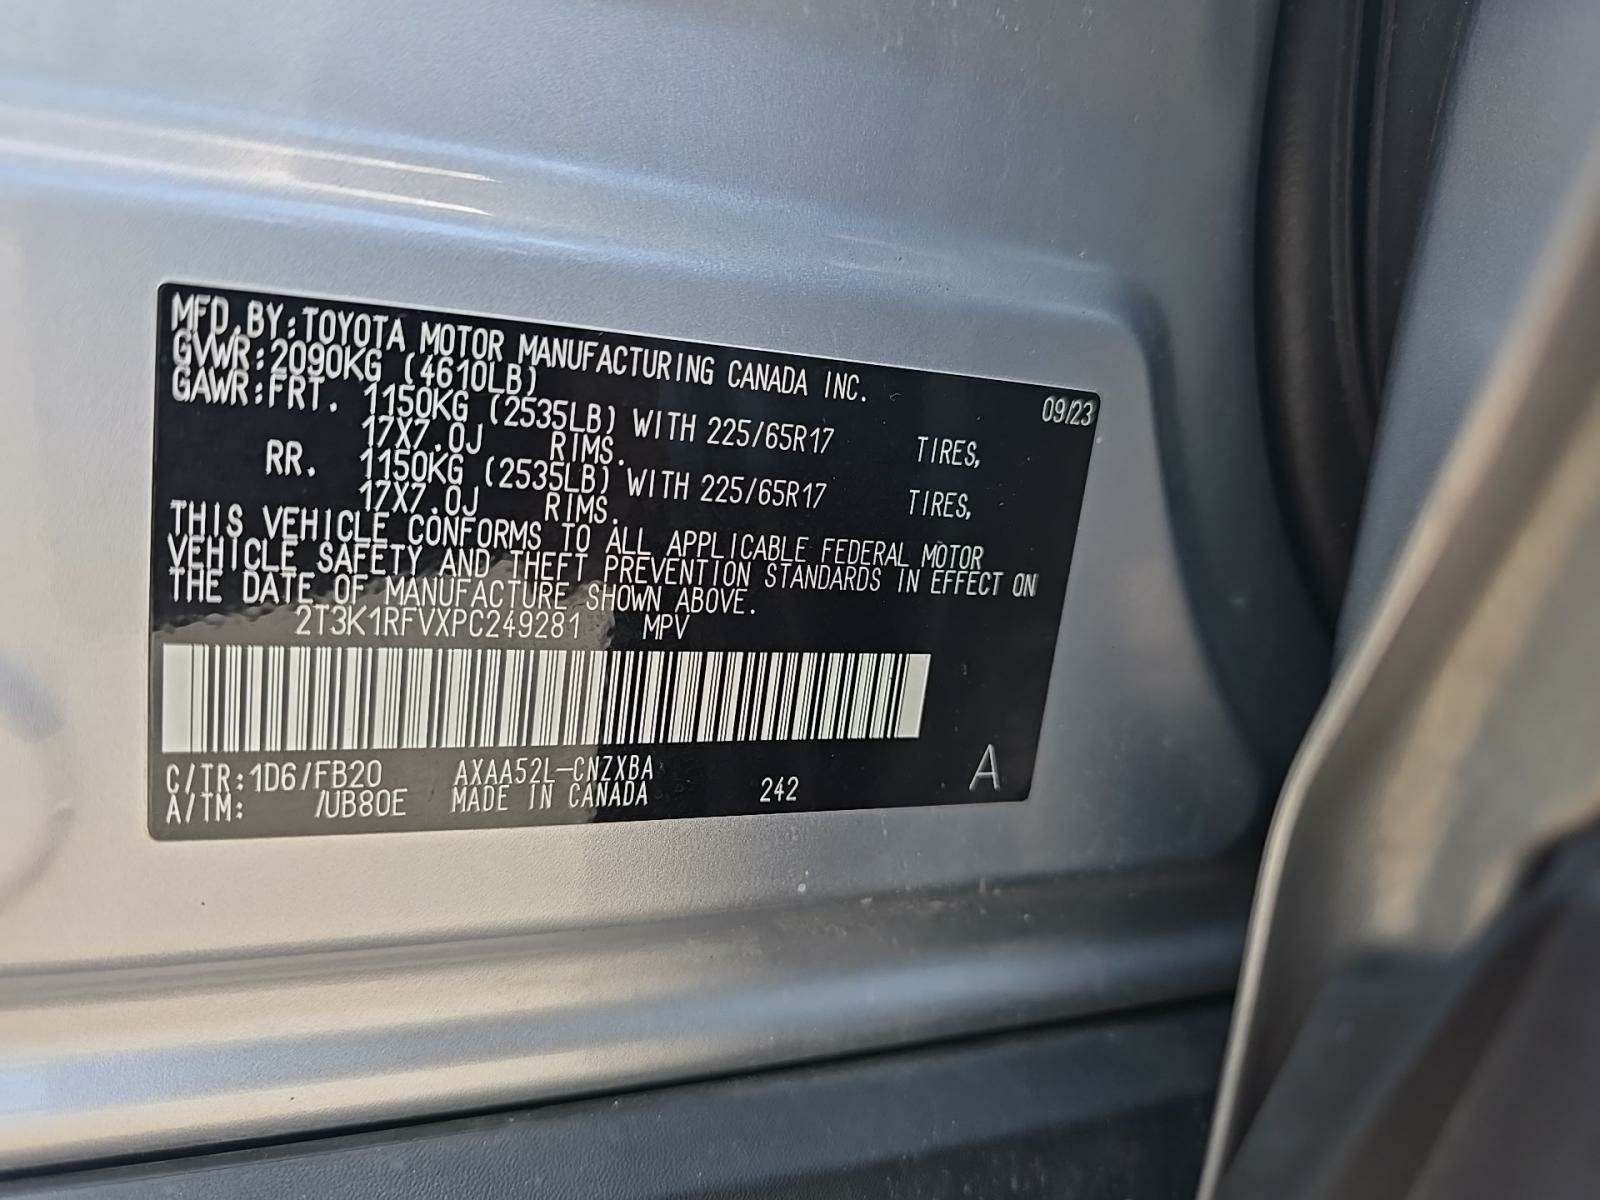 MFD.BY:TOYOTA MOTOR MANUFACTURING CANADA INC. 09/23
GVWR:2090KG (4610LB)
GAWR:FRT. 1150KG (2535LB) WITH 225/65R17 TIRES,
17X7.0J RIMS.
RR. 1150KG (2535LB) WITH 225/65R17 TIRES,
17X7.0J RIMS.
THIS VEHICLE CONFORMS TO ALL APPLICABLE FEDERAL MOTOR
VEHICLE SAFETY AND THEFT PREVENTION STANDARDS IN EFFECT ON
THE DATE OF MANUFACTURE SHOWN ABOVE.
2T3K1RFVXPC249281 MPV
C/TR:1D6/FB20 AXAA52L-CNZXBA
A/TM: /UB80E MADE IN CANADA 242 A